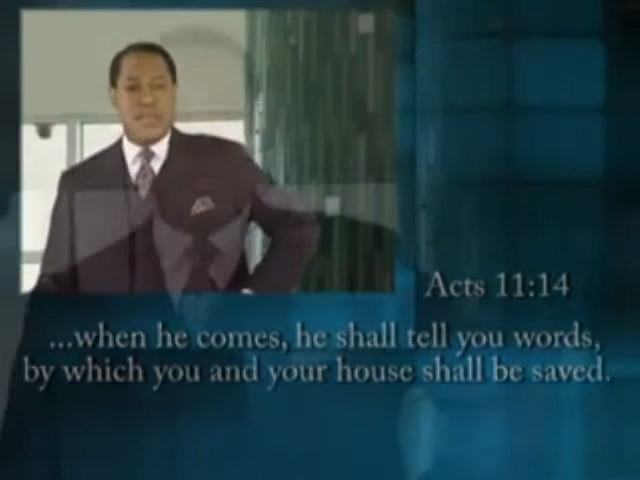 Acts 11:14
...when he comes, he shall tell you words,
by which you and your house shall be saved.